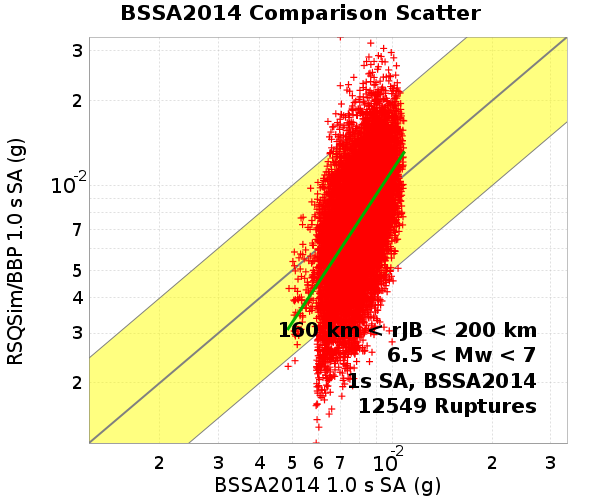 BSSA2014 Comparison Scatter
RSQSim/BBP 1.0 s SA (g)
3
2
10-2
7
5
4
3
2
160 km < rJB < 200 km
6.5 < Mw < 7
1s SA, BSSA2014
12549 Ruptures
2 3 4 5 6 7 10-2 2 3
BSSA2014 1.0 s SA (g)